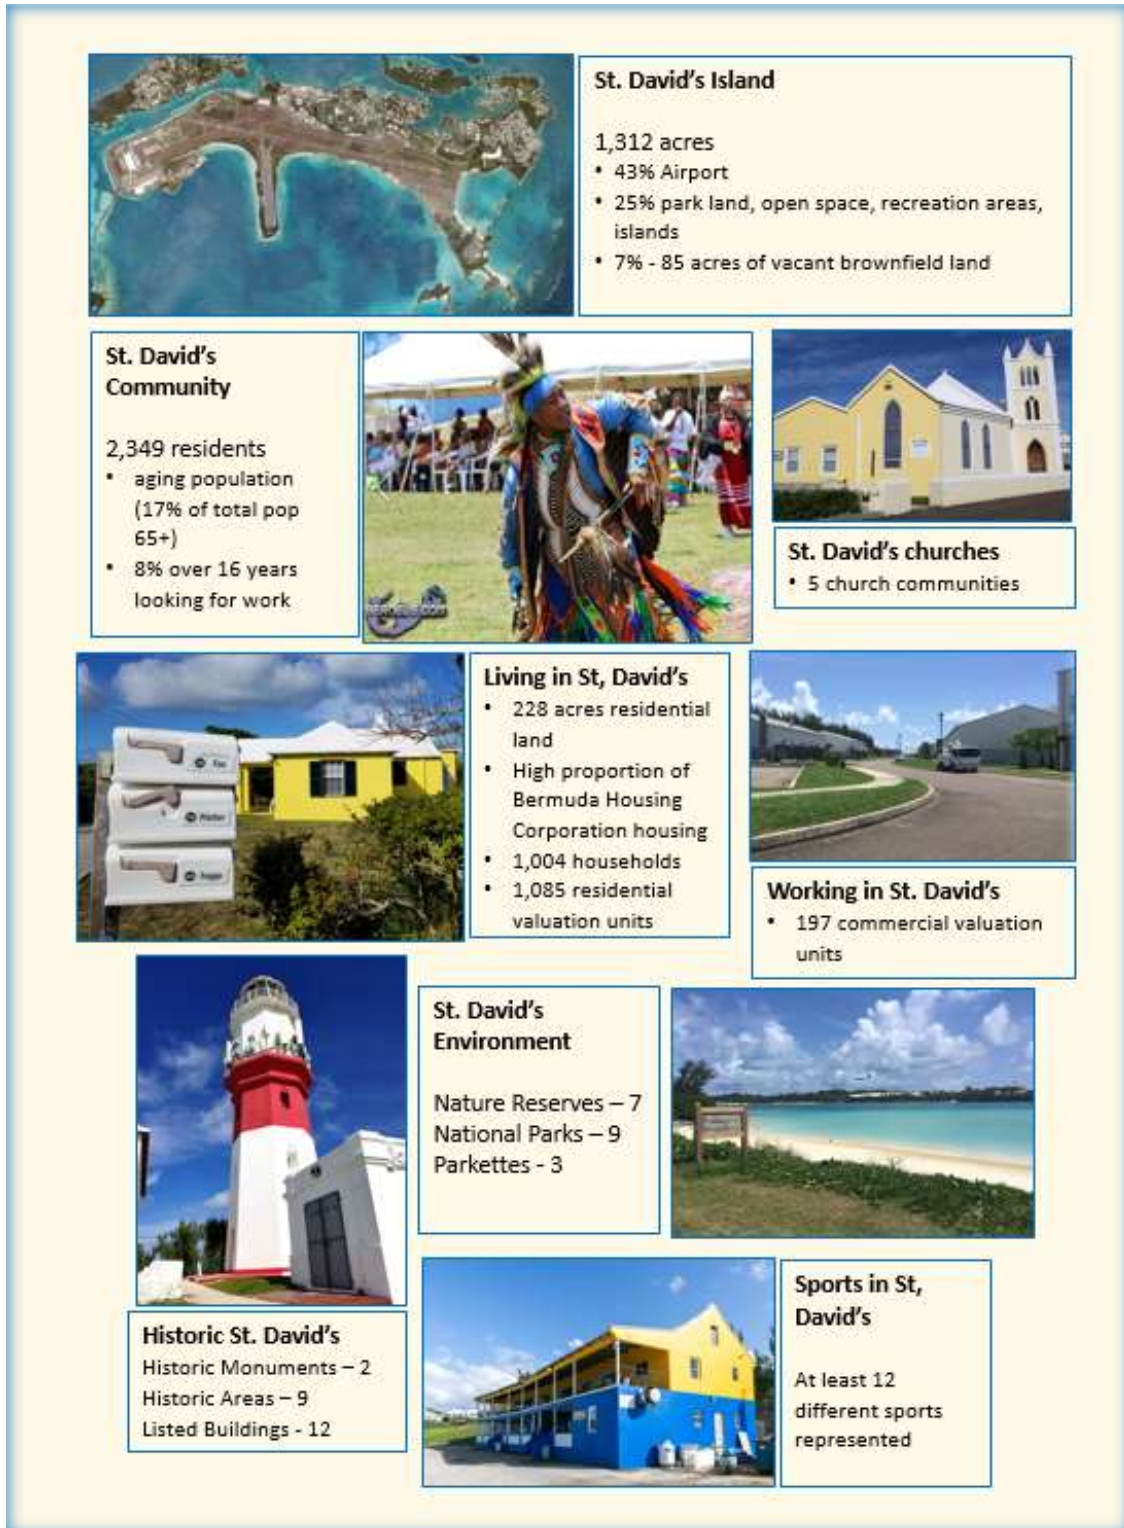 St. David's Island
1,312 acres
• 43% Airport
• 25% park land, open space, recreation areas,
islands
• 7% - 85 acres of vacant brownfield land
St. David's
Community
2,349 residents
• aging population
(17% of total pop
65+)
• 8% over 16 years
looking for work
St. David's churches
• 5 church communities
Living in St, David's
• 228 acres residential
land
• High proportion of
Bermuda Housing
Corporation housing
• 1,004 households
• 1,085 residential
valuation units
Working in St. David's
• 197 commercial valuation
units
St. David's
Environment
Nature Reserves – 7
National Parks – 9
Parkettes - 3
Historic St. David's
Historic Monuments – 2
Historic Areas – 9
Listed Buildings - 12
Sports in St,
David's
At least 12
different sports
represented